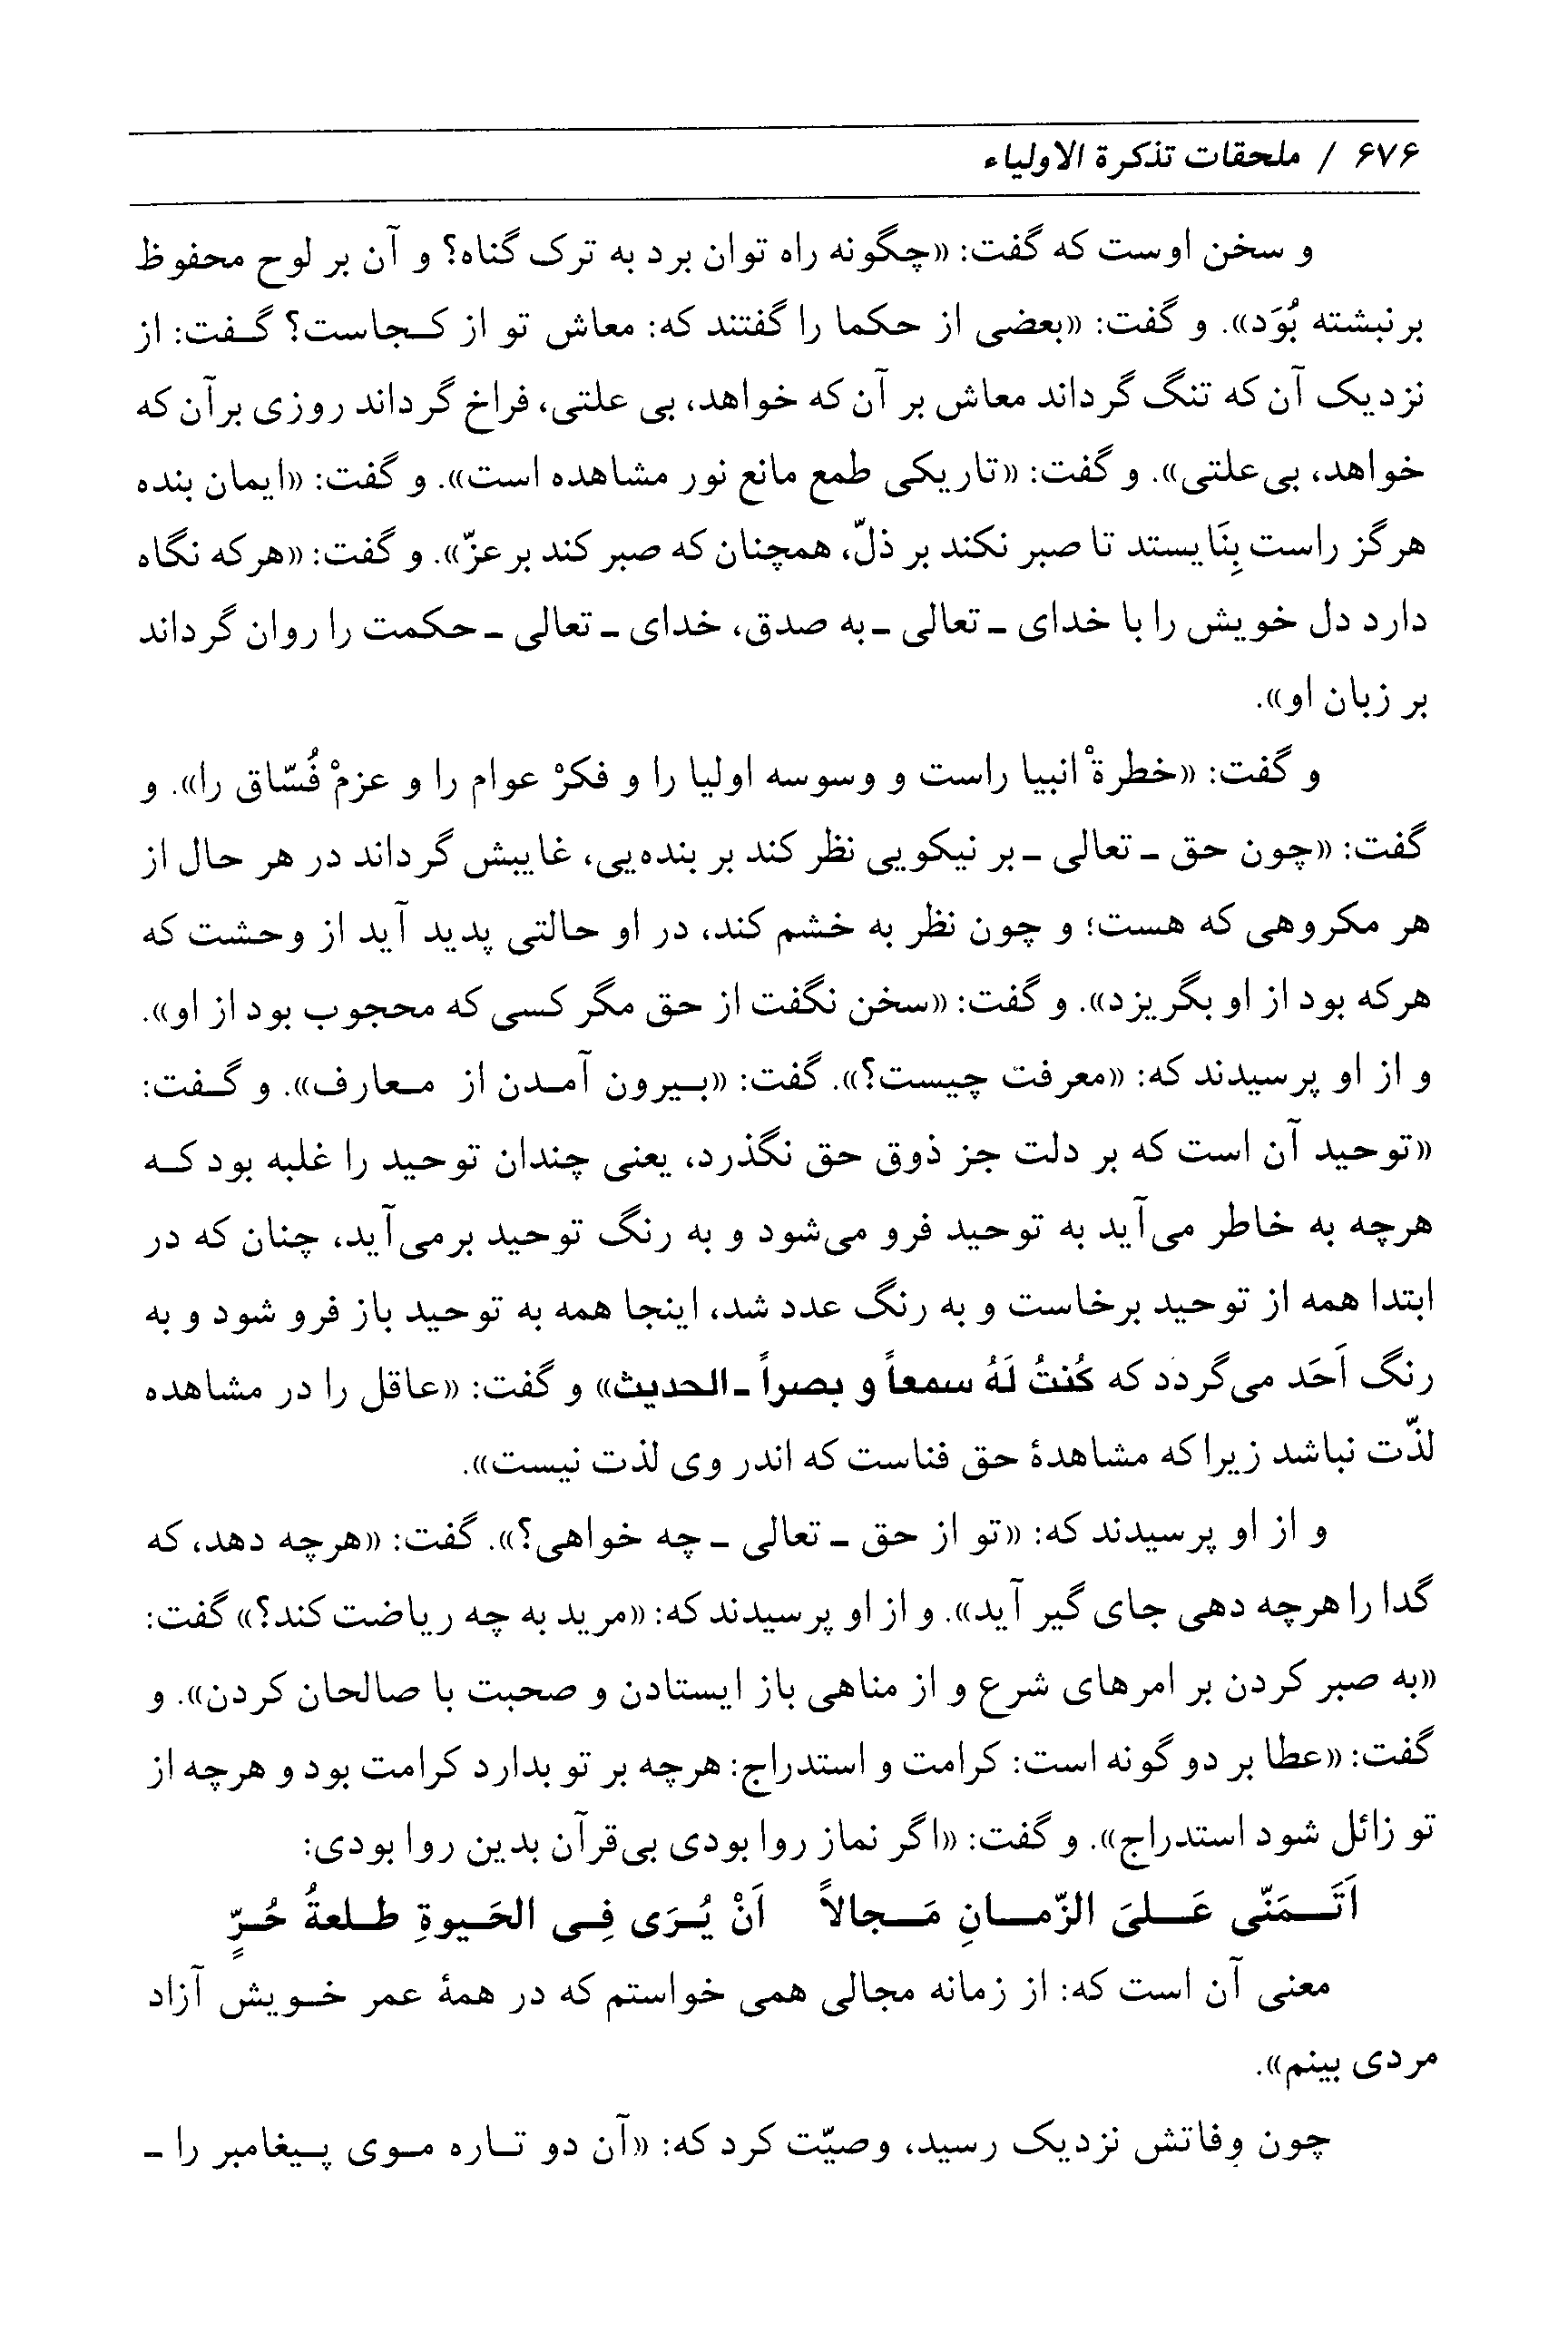 ۶۷۶ / ملحقات تذکرة الاولیاء
و سخن اوست که گفت: «چگونه راه توان برد به ترک گناه؟ و آن بر لوح محفوظ
برنبشته بُوَد». و گفت: «بعضی از حکما را گفتند که: معاش تو از کجاست؟ گفت: از
نزدیک آن که تنگ گرداند معاش بر آن که خواهد، بی علتی، فراخ گرداند روزی برآن که
خواهد، بی‌علتی». و گفت: «تاریکی طمع مانع نور مشاهده است». و گفت: «ایمان بنده
هرگز راست بِنَایستد تا صبر نکند بر ذلّ، همچنان که صبر کند بر عزّ». و گفت: «هرکه نگاه
دارد دل خویش را با خدای ـ تعالی ـ به صدق، خدای ـ تعالی ـ حکمت را روان گرداند
بر زبان او».
و گفت: «خطرةْ انبیا راست و وسوسه اولیا را و فکرْ عوام را و عزمْ فُسّاق را». و
گفت: «چون حق ـ تعالی ـ بر نیکویی نظر کند بر بنده‌یی، غایبش گرداند در هر حال از
هر مکروهی که هست؛ و چون نظر به خشم کند، در او حالتی پدید آید از وحشت که
هرکه بود از او بگریزد». و گفت: «سخن نگفت از حق مگر کسی که محجوب بود از او».
و از او پرسیدند که: «معرفت چیست؟». گفت: «بیرون آمدن از معارف». و گفت:
«توحید آن است که بر دلت جز ذوق حق نگذرد، یعنی چندان توحید را غلبه بود که
هرچه به خاطر می‌آید به توحید فرو می‌شود و به رنگ توحید برمی‌آید، چنان که در
ابتدا همه از توحید برخاست و به رنگ عدد شد، اینجا همه به توحید باز فرو شود و به
رنگ اَحَد می‌گردَد که کُنتُ لَهُ سمعاً و بصراً ـ الحدیث» و گفت: «عاقل را در مشاهده
لذّت نباشد زیرا که مشاهدهٔ حق فناست که اندر وی لذت نیست».
و از او پرسیدند که: «تو از حق ـ تعالی ـ چه خواهی؟». گفت: «هرچه دهد، که
گدا را هرچه دهی جای گیر آید». و از او پرسیدند که: «مرید به چه ریاضت کند؟» گفت:
«به صبر کردن بر امرهای شرع و از مناهی باز ایستادن و صحبت با صالحان کردن». و
گفت: «عطا بر دو گونه است: کرامت و استدراج: هرچه بر تو بدارد کرامت بود و هرچه از
تو زائل شود استدراج». و گفت: «اگر نماز روا بودی بی‌قرآن بدین روا بودی:
اَتَمَنّی عَلیَ الزّمانِ مَجالاً    اَنْ یُرَی فِی الحَیوةِ طلعةُ حُرٍّ
معنی آن است که: از زمانه مجالی همی خواستم که در همهٔ عمر خویش آزاد
مردی بینم».
چون وفاتش نزدیک رسید، وصیّت کرد که: «آن دو تاره موی پیغامبر را ـ